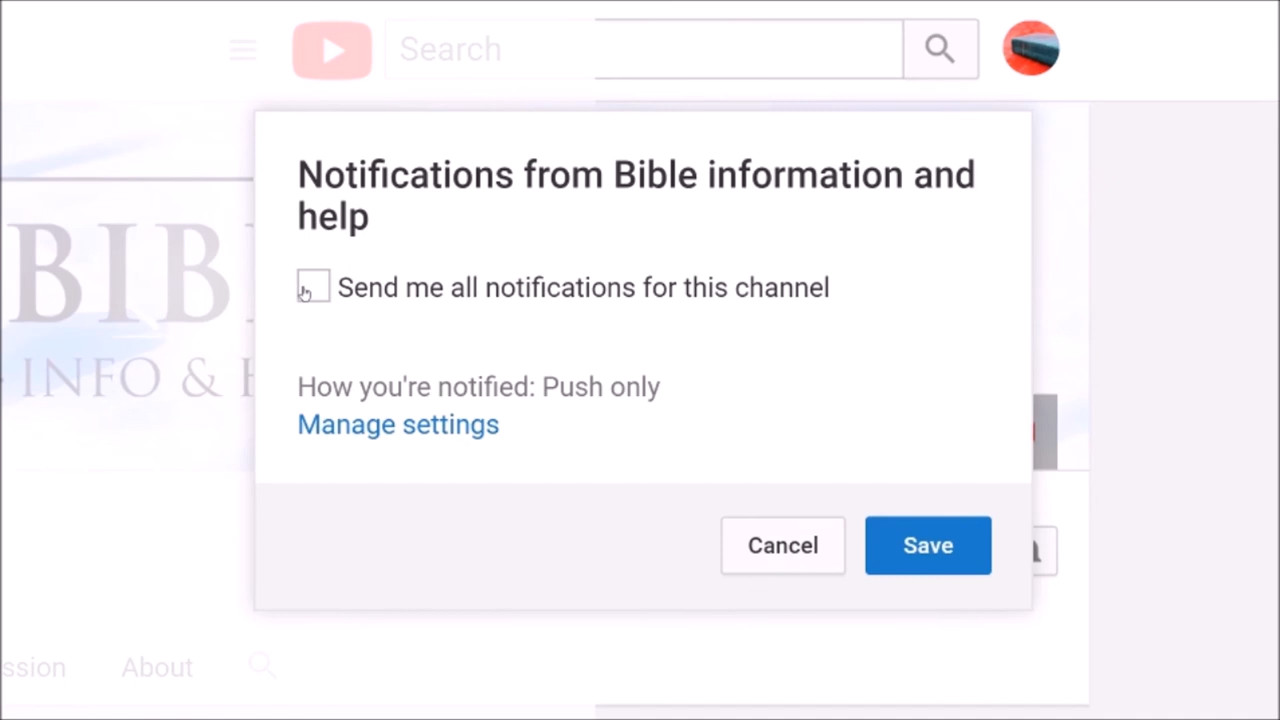 Search
Notifications from Bible information and
help
Send me all notifications for this channel
How you're notified: Push only
Manage settings
Cancel
Save
BIB
INFO &
ssion
About